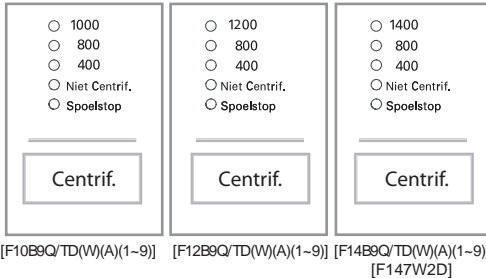 1000
800
400
Niet Centrif.
Spoelstop
Centrif.
[F10B9Q/TD(W)(A)(1~9)]
1200
800
400
Niet Centrif.
Spoelstop
Centrif.
[F12B9Q/TD(W)(A)(1~9)]
1400
800
400
Niet Centrif.
Spoelstop
Centrif.
[F14B9Q/TD(W)(A)(1~9)]
[F147W2D]